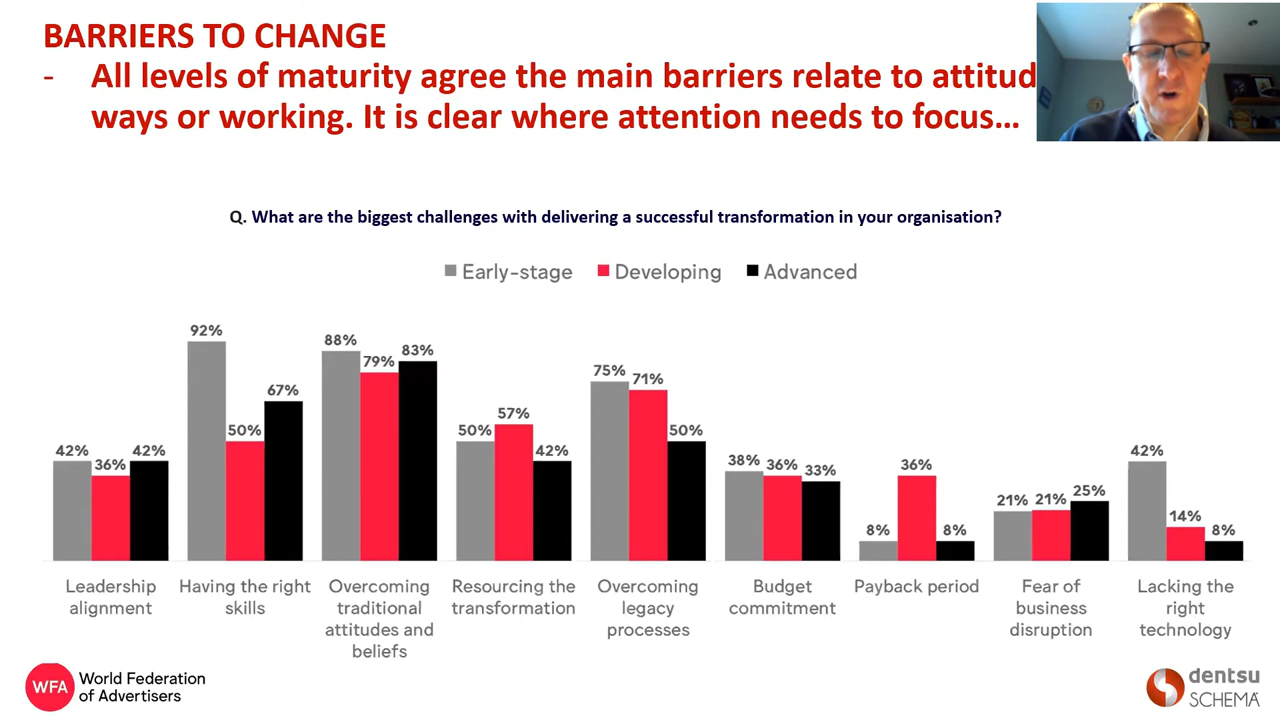 BARRIERS TO CHANGE
- All levels of maturity agree the main barriers relate to
ways or working. It is clear where attention needs to focus...
Q. What are the biggest challenges with delivering a successful transformation in your organisation?
Early-stage Developing Advanced
92%
88%
83%
79%
75%
71%
67%
57%
50%
50%
50%
42%
36%
42%
42%
38%
36%
33%
36%
42%
8%
8%
21%
21%
25%
14%
8%
Leadership
alignment
Having the right
skills
Overcoming
traditional
attitudes and
beliefs
Resourcing the
transformation
Overcoming
legacy
processes
Budget
commitment
Payback period
Fear of
business
disruption
Lacking the
right
technology
WFA
World Federation
of Advertisers
dentsu
SCHEMA